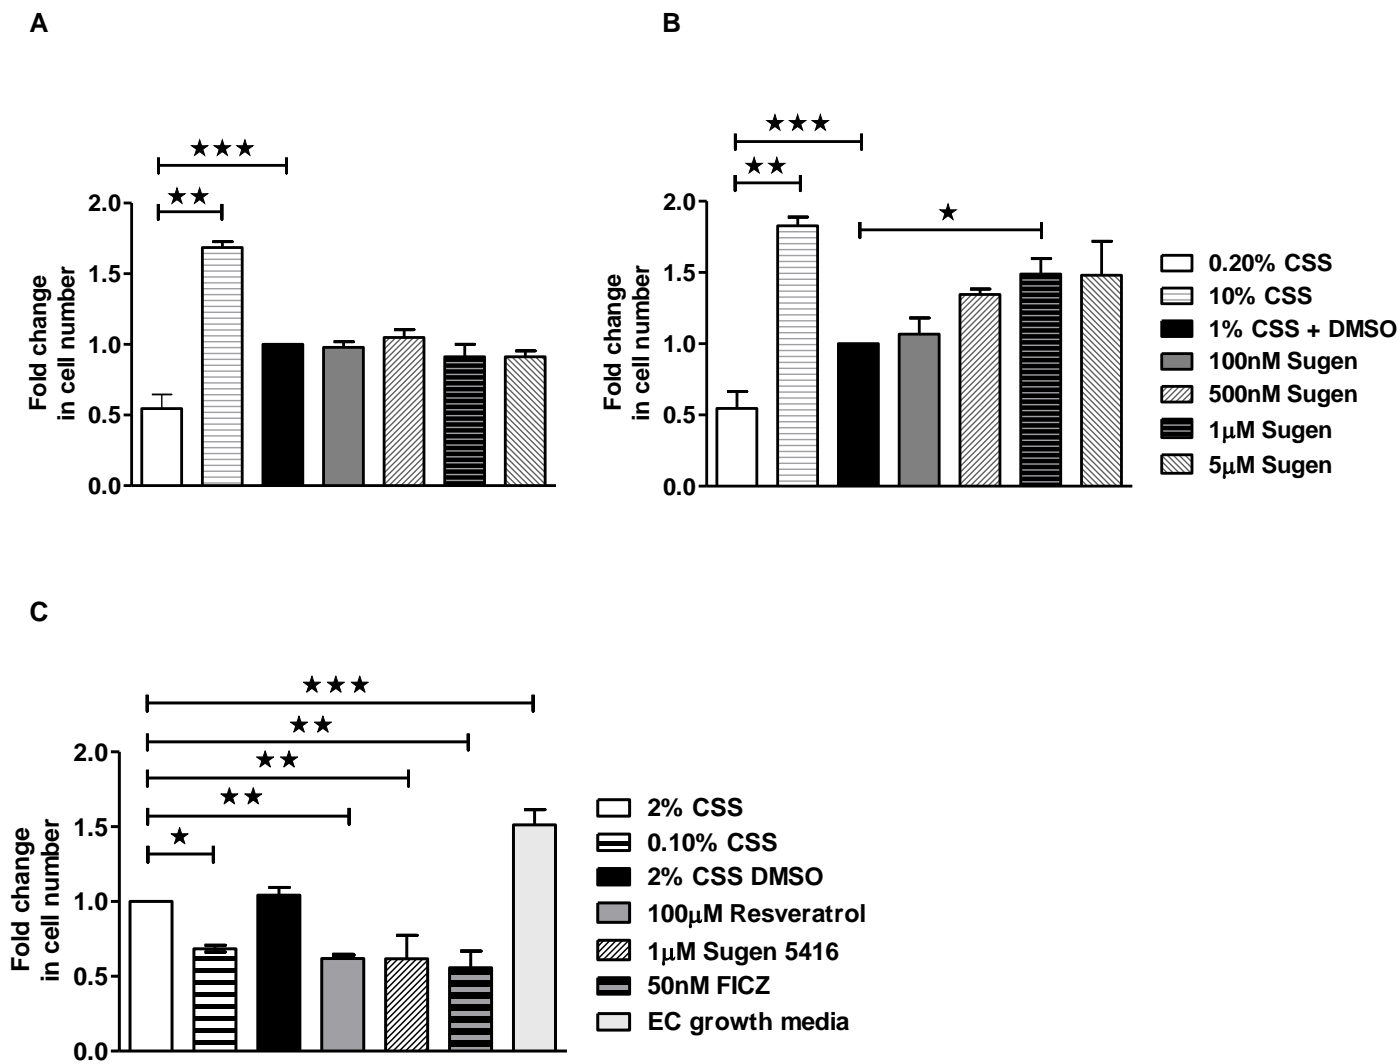 A
★★★
★★
2.0
1.5
1.0
0.5
0.0
Fold change
in cell number
B
★★★
★★
★
2.0
1.5
1.0
0.5
0.0
Fold change
in cell number
0.20% CSS
10% CSS
1% CSS + DMSO
100nM Sugen
500nM Sugen
1μM Sugen
5μM Sugen
C
★★★
★★
★★
★★
★
2.0
1.5
1.0
0.5
0.0
Fold change
in cell number
2% CSS
0.10% CSS
2% CSS DMSO
100μM Resveratrol
1μM Sugen 5416
50nM FICZ
EC growth media